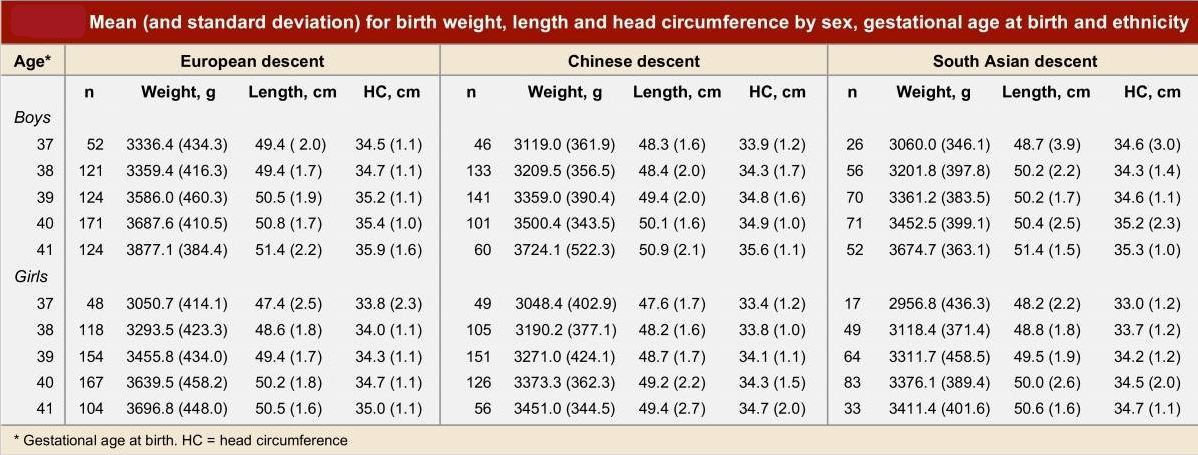 Mean (and standard deviation) for birth weight, length and head circumference by sex, gestational age at birth and ethnicity
Age* European descent Chinese descent South Asian descent
n Weight, g Length, cm HC, cm n Weight, g Length, cm HC, cm n Weight, g Length, cm HC, cm
Boys
37 52 3336.4 (434.3) 49.4 ( 2.0) 34.5 (1.1) 46 3119.0 (361.9) 48.3 (1.6) 33.9 (1.2) 26 3060.0 (346.1) 48.7 (3.9) 34.6 (3.0)
38 121 3359.4 (416.3) 49.4 (1.7) 34.7 (1.1) 133 3209.5 (356.5) 48.4 (2.0) 34.3 (1.7) 56 3201.8 (397.8) 50.2 (2.2) 34.3 (1.4)
39 124 3586.0 (460.3) 50.5 (1.9) 35.2 (1.1) 141 3359.0 (390.4) 49.4 (2.0) 34.8 (1.6) 70 3361.2 (383.5) 50.2 (1.7) 34.6 (1.1)
40 171 3687.6 (410.5) 50.8 (1.7) 35.4 (1.0) 101 3500.4 (343.5) 50.1 (1.6) 34.9 (1.0) 71 3452.5 (399.1) 50.4 (2.5) 35.2 (2.3)
41 124 3877.1 (384.4) 51.4 (2.2) 35.9 (1.6) 60 3724.1 (522.3) 50.9 (2.1) 35.6 (1.1) 52 3674.7 (363.1) 51.4 (1.5) 35.3 (1.0)
Girls
37 48 3050.7 (414.1) 47.4 (2.5) 33.8 (2.3) 49 3048.4 (402.9) 47.6 (1.7) 33.4 (1.2) 17 2956.8 (436.3) 48.2 (2.2) 33.0 (1.2)
38 118 3293.5 (423.3) 48.6 (1.8) 34.0 (1.1) 105 3190.2 (377.1) 48.2 (1.6) 33.8 (1.0) 49 3118.4 (371.4) 48.8 (1.8) 33.7 (1.2)
39 154 3455.8 (434.0) 49.4 (1.7) 34.3 (1.1) 151 3271.0 (424.1) 48.7 (1.7) 34.1 (1.1) 64 3311.7 (458.5) 49.5 (1.9) 34.2 (1.2)
40 167 3639.5 (458.2) 50.2 (1.8) 34.7 (1.1) 126 3373.3 (362.3) 49.2 (2.2) 34.3 (1.5) 83 3376.1 (389.4) 50.0 (2.6) 34.5 (2.0)
41 104 3696.8 (448.0) 50.5 (1.6) 35.0 (1.1) 56 3451.0 (344.5) 49.4 (2.7) 34.7 (2.0) 33 3411.4 (401.6) 50.6 (1.6) 34.7 (1.1)
* Gestational age at birth. HC = head circumference